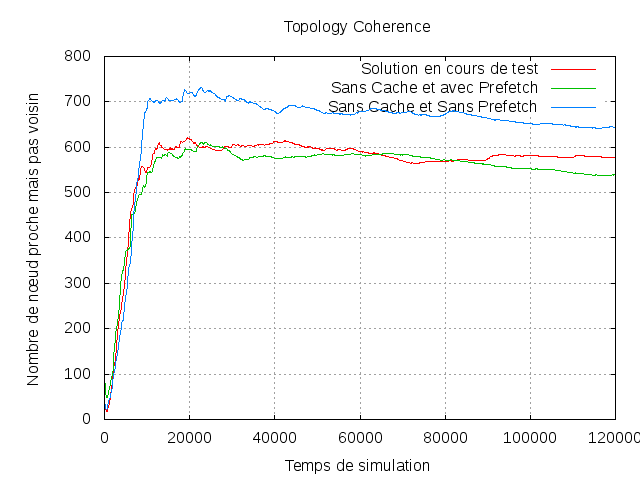 Topology Coherence
Nombre de nœud proche mais pas voisin
800
700
600
500
400
300
200
100
0
Solution en cours de test
Sans Cache et avec Prefetch
Sans Cache et Sans Prefetch
0 20000 40000 60000 80000 100000 120000
Temps de simulation